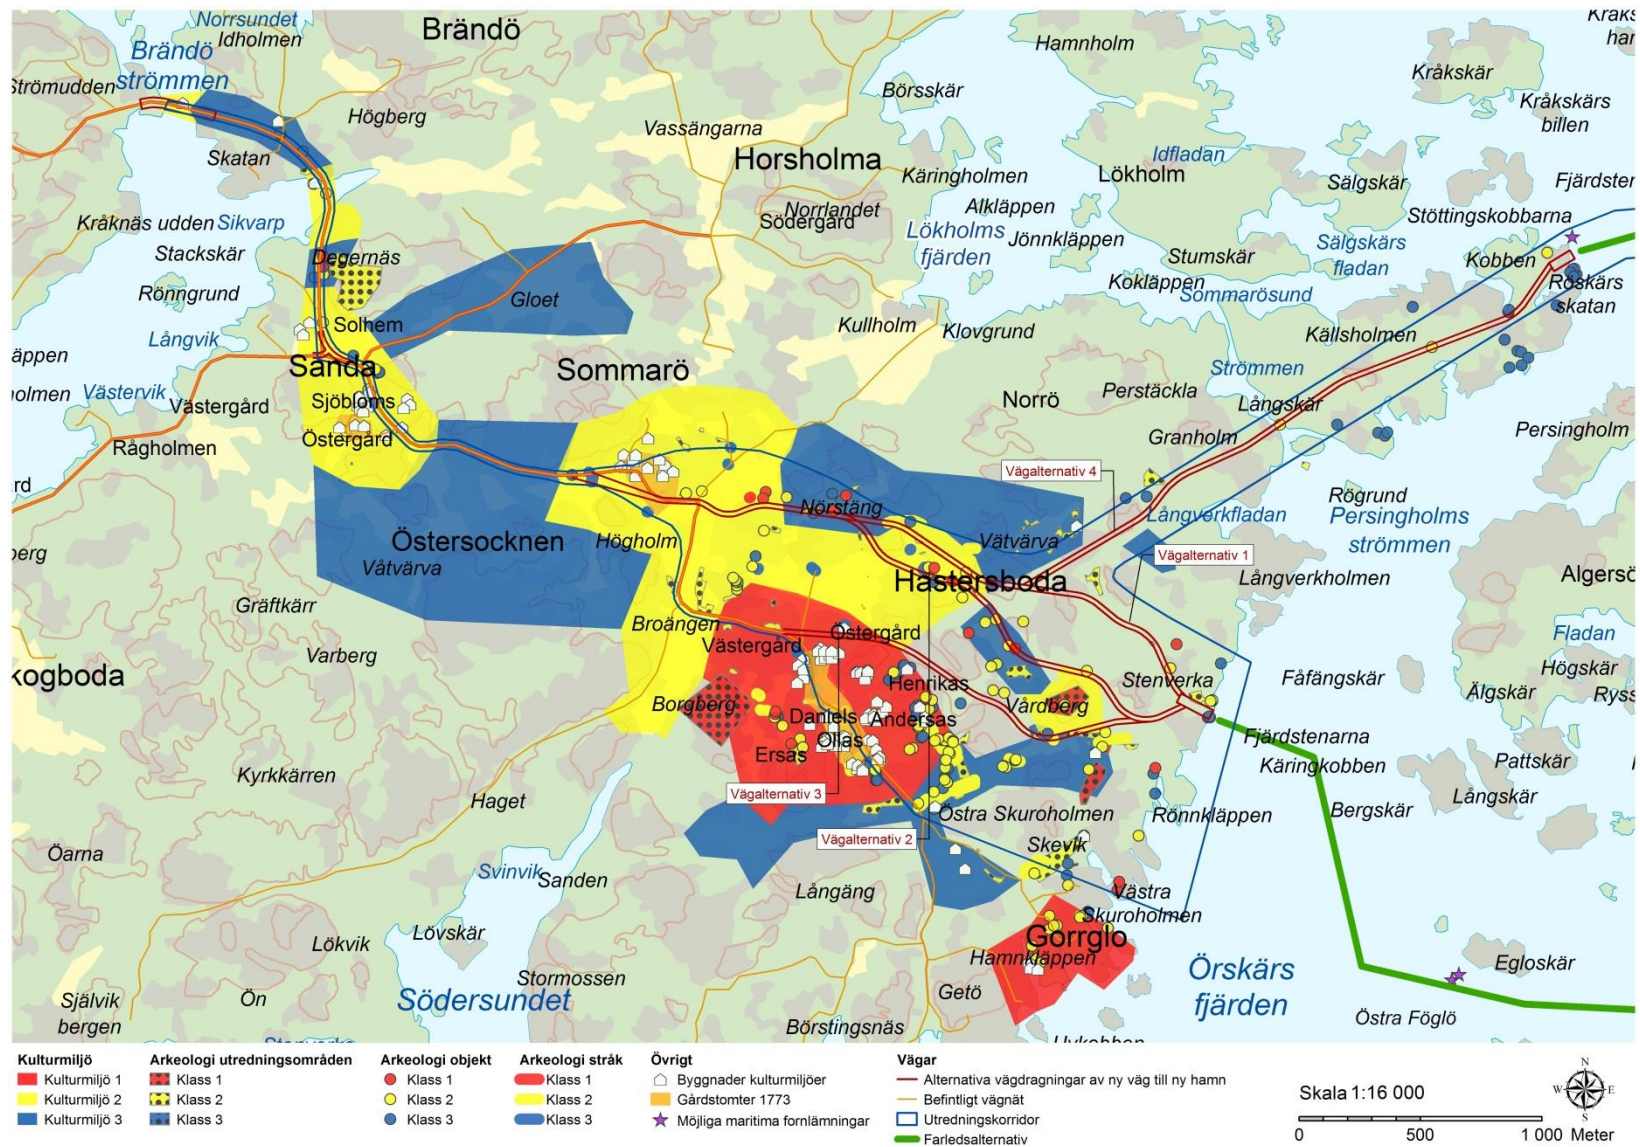 Norrsundet
Idholmen
Brändö
Brändö
strömmen
Strömudden
Högberg
Skatan
Kråknäs udden
Sikvarp
Stackskär
Rönngrund
Degernäs
Gloet
Solhem
Långvik
Sanda
Västervik
Västergård
Sjöbloms
Östergård
Rågholmen
Vassängarna
Horsholma
Norrlandet
Södergård
Kullholm
Sommarö
Hamnholm
Börsskär
Käringholmen
Alkläppen
Lökholms
fjärden
Jönnkläppen
Idfladan
Lökholm
Stumskär
Kokläppen
Sommarösund
Klovgrund
Kråkskär
Kråkskärs
billen
Sälgskär
Stöttingskobbarna
Sälgskärs
fladan
Kobben
Röskärs
skatan
Källsholmen
Strömmen
Perstäckla
Norrö
Långskär
Granholm
Persingholm
Vägalternativ 4
Rögrund
Persingholms
strömmen
Långverkfladan
Vägalternativ 1
Långverkholmen
Norstäng
Vätvärva
Hästersboda
Östersocknen
Våtvärva
Högholm
Gräftkärr
Broängen
Varberg
Västergård
Östergård
Henrikas
Borgberg
Daniels
Andersas
Ollas
Ersas
Vårdberg
Stenverka
Fladan
Högskär
Fåfängskär
Älgskär
Fjärdstenarna
Käringkobben
Pattskär
Långskär
Bergskär
Kyrkkärren
Haget
Vägalternativ 3
Vägalternativ 2
Östra Skuroholmen
Rönnkläppen
Skevik
Västra
Skuroholmen
Öarna
Svinvik
Sanden
Långäng
Gorrglo
Hamnkläppen
Lökvik
Lövskär
Stormossen
Getö
Örskärs
fjärden
Egloskär
Självik
bergen
Ön
Södersundet
Börstingsnäs
Östra Föglö
Kulturmiljö
Kulturmiljö 1
Kulturmiljö 2
Kulturmiljö 3
Arkeologi utredningsområden
Klass 1
Klass 2
Klass 3
Arkeologi objekt
Klass 1
Klass 2
Klass 3
Arkeologi stråk
Klass 1
Klass 2
Klass 3
Övrigt
Byggnader kulturmiljöer
Gårdstomter 1773
Möjliga maritima fornlämningar
Vägar
Alternativa vägdragningar av ny väg till ny hamn
Befintligt vägnät
Utredningskorridor
Farledsalternativ
Skala 1:16 000
0 500 1 000 Meter
N
W E
S